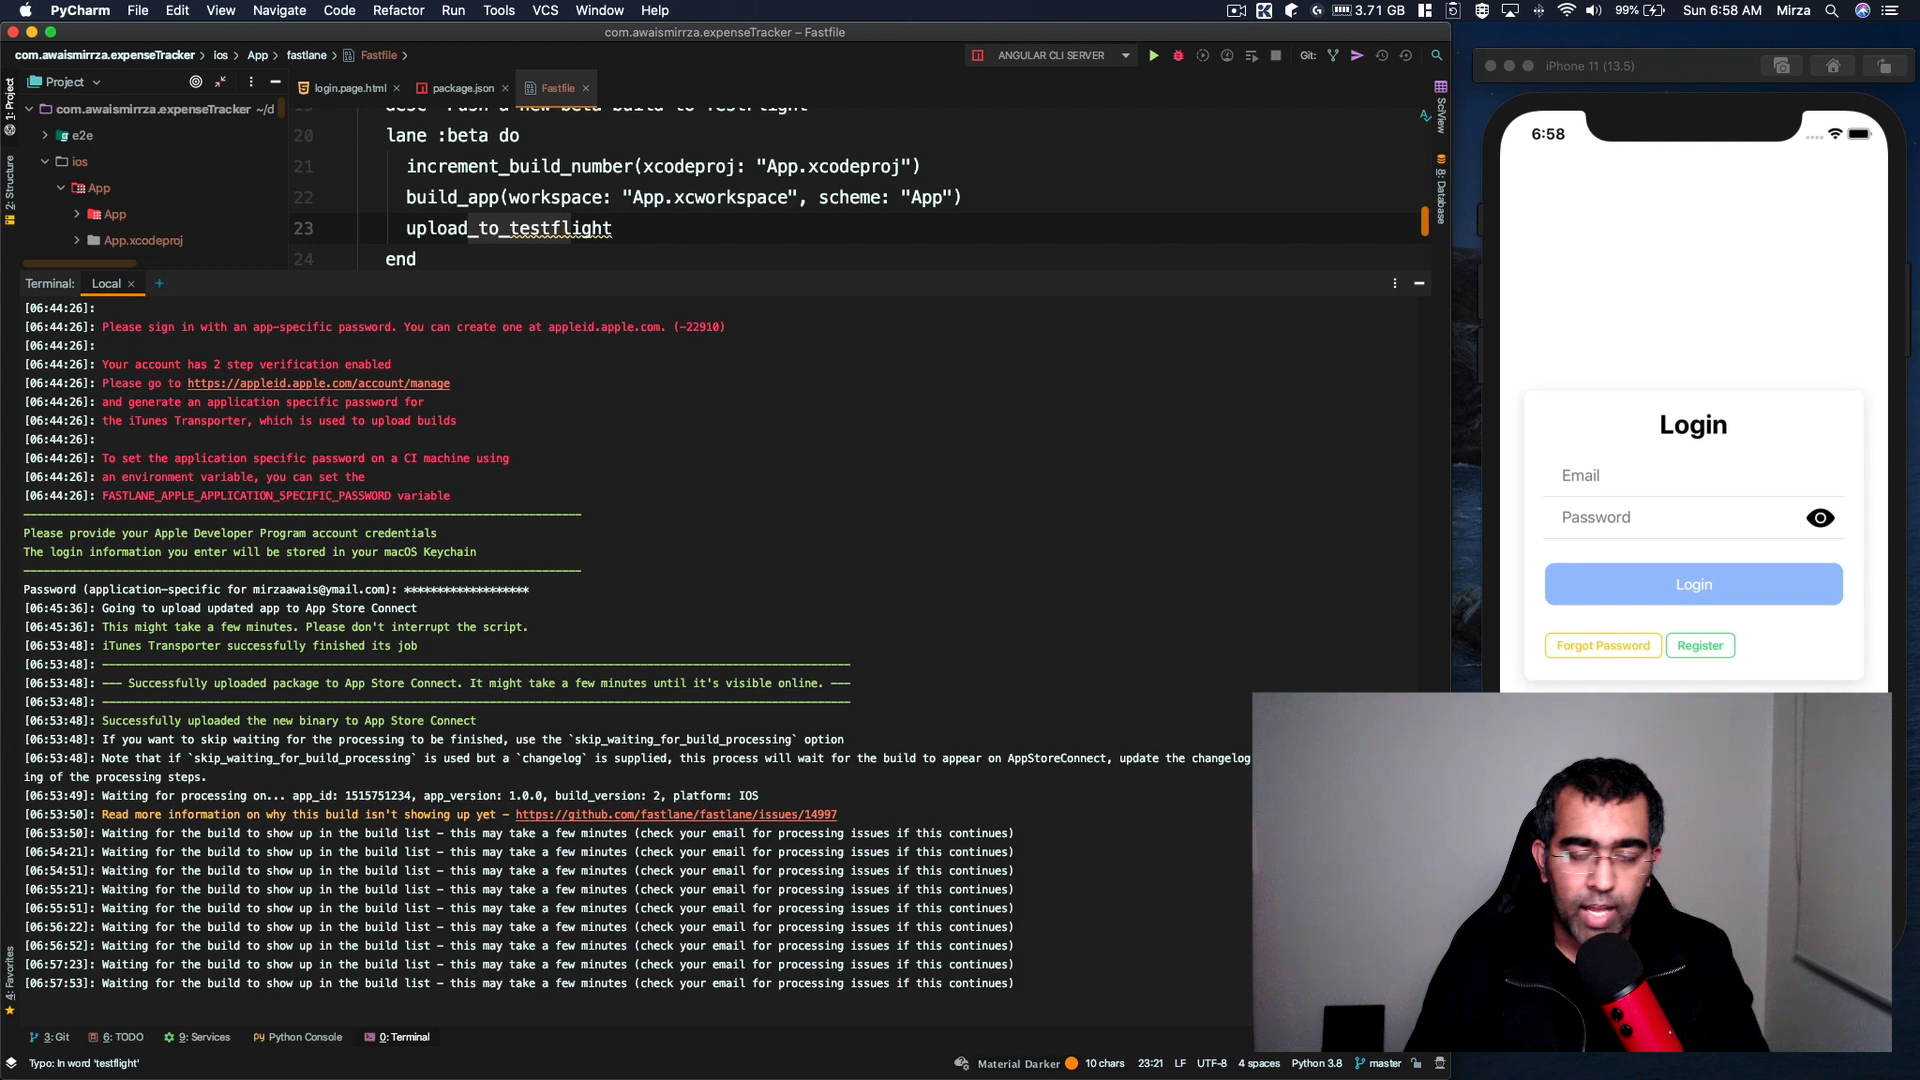 PyCharm File Edit View Navigate Code Refactor Run Tools VCS Window Help
3.71 GB 99% Sun 6:58 AM Mirza
com.awaismirrza.expenseTracker – Fastfile
com.awaismirrza.expenseTracker ios App fastlane Fastfile
ANGULAR CLI SERVER Git:
Project
login.page.html package.json Fastfile
com.awaismirrza.expenseTracker ~/d
e2e
ios
App
App
App.xcodeproj
1: Project
2: Structure
4: Favorites
SciView
8: Database
20 lane :beta do
21 increment_build_number(xcodeproj: "App.xcodeproj")
22 build_app(workspace: "App.xcworkspace", scheme: "App")
23 upload_to_testflight
24 end
Terminal: Local +
[06:44:26]:
[06:44:26]: Please sign in with an app-specific password. You can create one at appleid.apple.com. (-22910)
[06:44:26]:
[06:44:26]: Your account has 2 step verification enabled
[06:44:26]: Please go to https://appleid.apple.com/account/manage
[06:44:26]: and generate an application specific password for
[06:44:26]: the iTunes Transporter, which is used to upload builds
[06:44:26]:
[06:44:26]: To set the application specific password on a CI machine using
[06:44:26]: an environment variable, you can set the
[06:44:26]: FASTLANE_APPLE_APPLICATION_SPECIFIC_PASSWORD variable
Please provide your Apple Developer Program account credentials
The login information you enter will be stored in your macOS Keychain
Password (application-specific for mirzaawais@ymail.com): *******************
[06:45:36]: Going to upload updated app to App Store Connect
[06:45:36]: This might take a few minutes. Please don't interrupt the script.
[06:53:48]: iTunes Transporter successfully finished its job
[06:53:48]: -------------------------------------------------------------------
[06:53:48]: --- Successfully uploaded package to App Store Connect. It might take a few minutes until it's visible online. ---
[06:53:48]: -------------------------------------------------------------------
[06:53:48]: Successfully uploaded the new binary to App Store Connect
[06:53:48]: If you want to skip waiting for the processing to be finished, use the `skip_waiting_for_build_processing` option
[06:53:48]: Note that if `skip_waiting_for_build_processing` is used but a `changelog` is supplied, this process will wait for the build to appear on AppStoreConnect, update the changelog
ing of the processing steps.
[06:53:49]: Waiting for processing on... app_id: 1515751234, app_version: 1.0.0, build_version: 2, platform: IOS
[06:53:50]: Read more information on why this build isn't showing up yet - https://github.com/fastlane/fastlane/issues/14997
[06:53:50]: Waiting for the build to show up in the build list - this may take a few minutes (check your email for processing issues if this continues)
[06:54:21]: Waiting for the build to show up in the build list - this may take a few minutes (check your email for processing issues if this continues)
[06:54:51]: Waiting for the build to show up in the build list - this may take a few minutes (check your email for processing issues if this continues)
[06:55:21]: Waiting for the build to show up in the build list - this may take a few minutes (check your email for processing issues if this continues)
[06:55:51]: Waiting for the build to show up in the build list - this may take a few minutes (check your email for processing issues if this continues)
[06:56:22]: Waiting for the build to show up in the build list - this may take a few minutes (check your email for processing issues if this continues)
[06:56:52]: Waiting for the build to show up in the build list - this may take a few minutes (check your email for processing issues if this continues)
[06:57:23]: Waiting for the build to show up in the build list - this may take a few minutes (check your email for processing issues if this continues)
[06:57:53]: Waiting for the build to show up in the build list - this may take a few minutes (check your email for processing issues if this continues)
3: Git 6: TODO 9: Services Python Console 0: Terminal
Typo: In word 'testflight'
Material Darker 10 chars 23:21 LF UTF-8 4 spaces Python 3.8 master
iPhone 11 (13.5)
6:58
Login
Email
Password
Login
Forgot Password Register